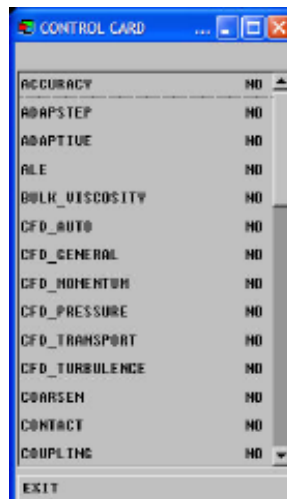 CONTROL CARD ...
ACCURACY NO
ADAPSTEP NO
ADAPTIVE NO
ALE NO
BULK_VISCOSITY NO
CFD_AUTO NO
CFD_GENERAL NO
CFD_MOMENTUM NO
CFD_PRESSURE NO
CFD_TRANSPORT NO
CFD_TURBULENCE NO
COARSEN NO
CONTACT NO
COUPLING NO
EXIT